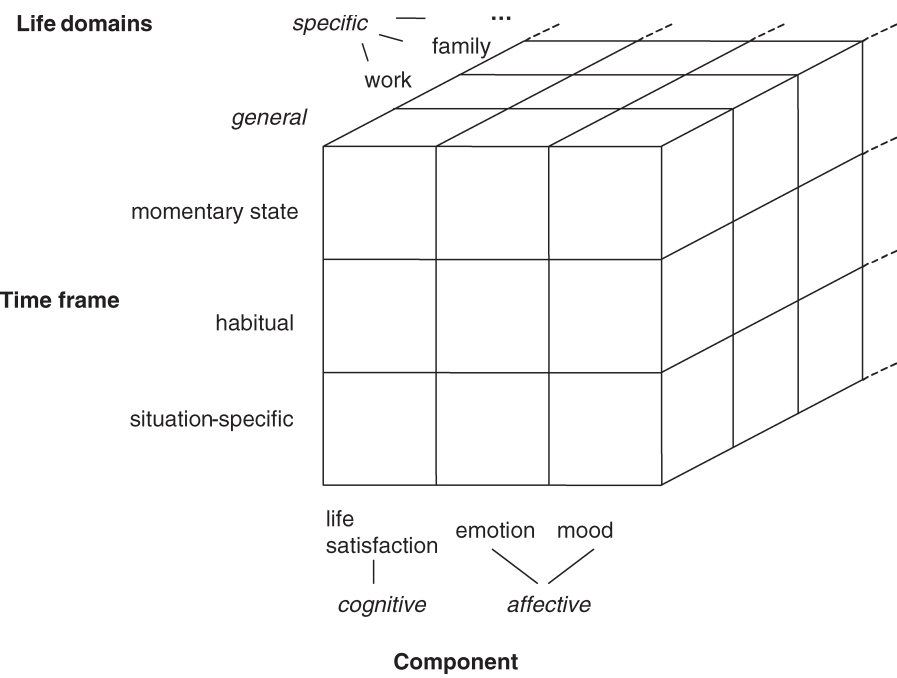 Life domains
specific
...
family
work
general
momentary state
Time frame
habitual
situation-specific
life
satisfaction
emotion
mood
cognitive
affective
Component